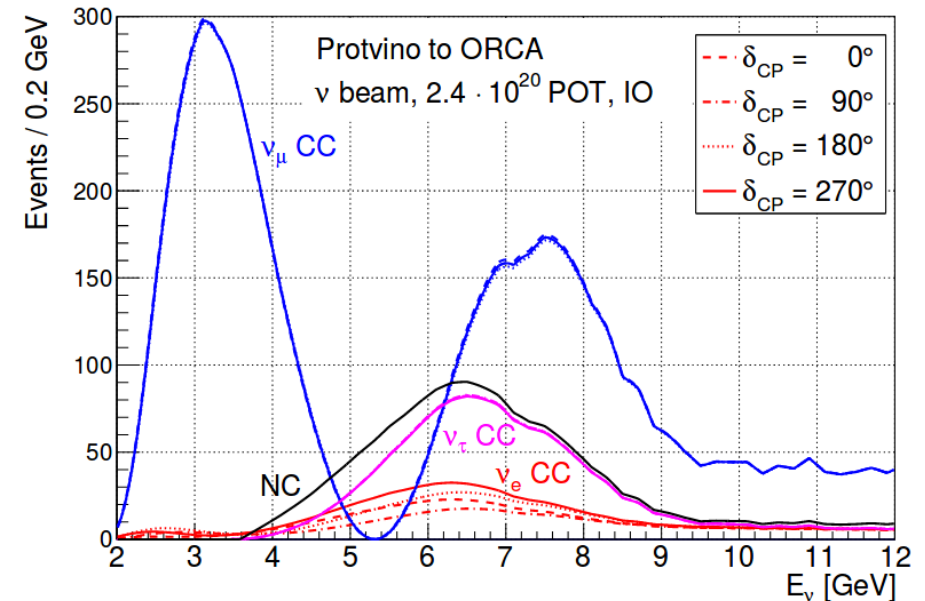 Events / 0.2 GeV
300
250
200
150
100
50
0
Protvino to ORCA
ν beam, 2.4 · 10²⁰ POT, IO
δCP = 0°
δCP = 90°
δCP = 180°
δCP = 270°
νμ CC
ντ CC
νe CC
NC
2 3 4 5 6 7 8 9 10 11 12
Eν [GeV]